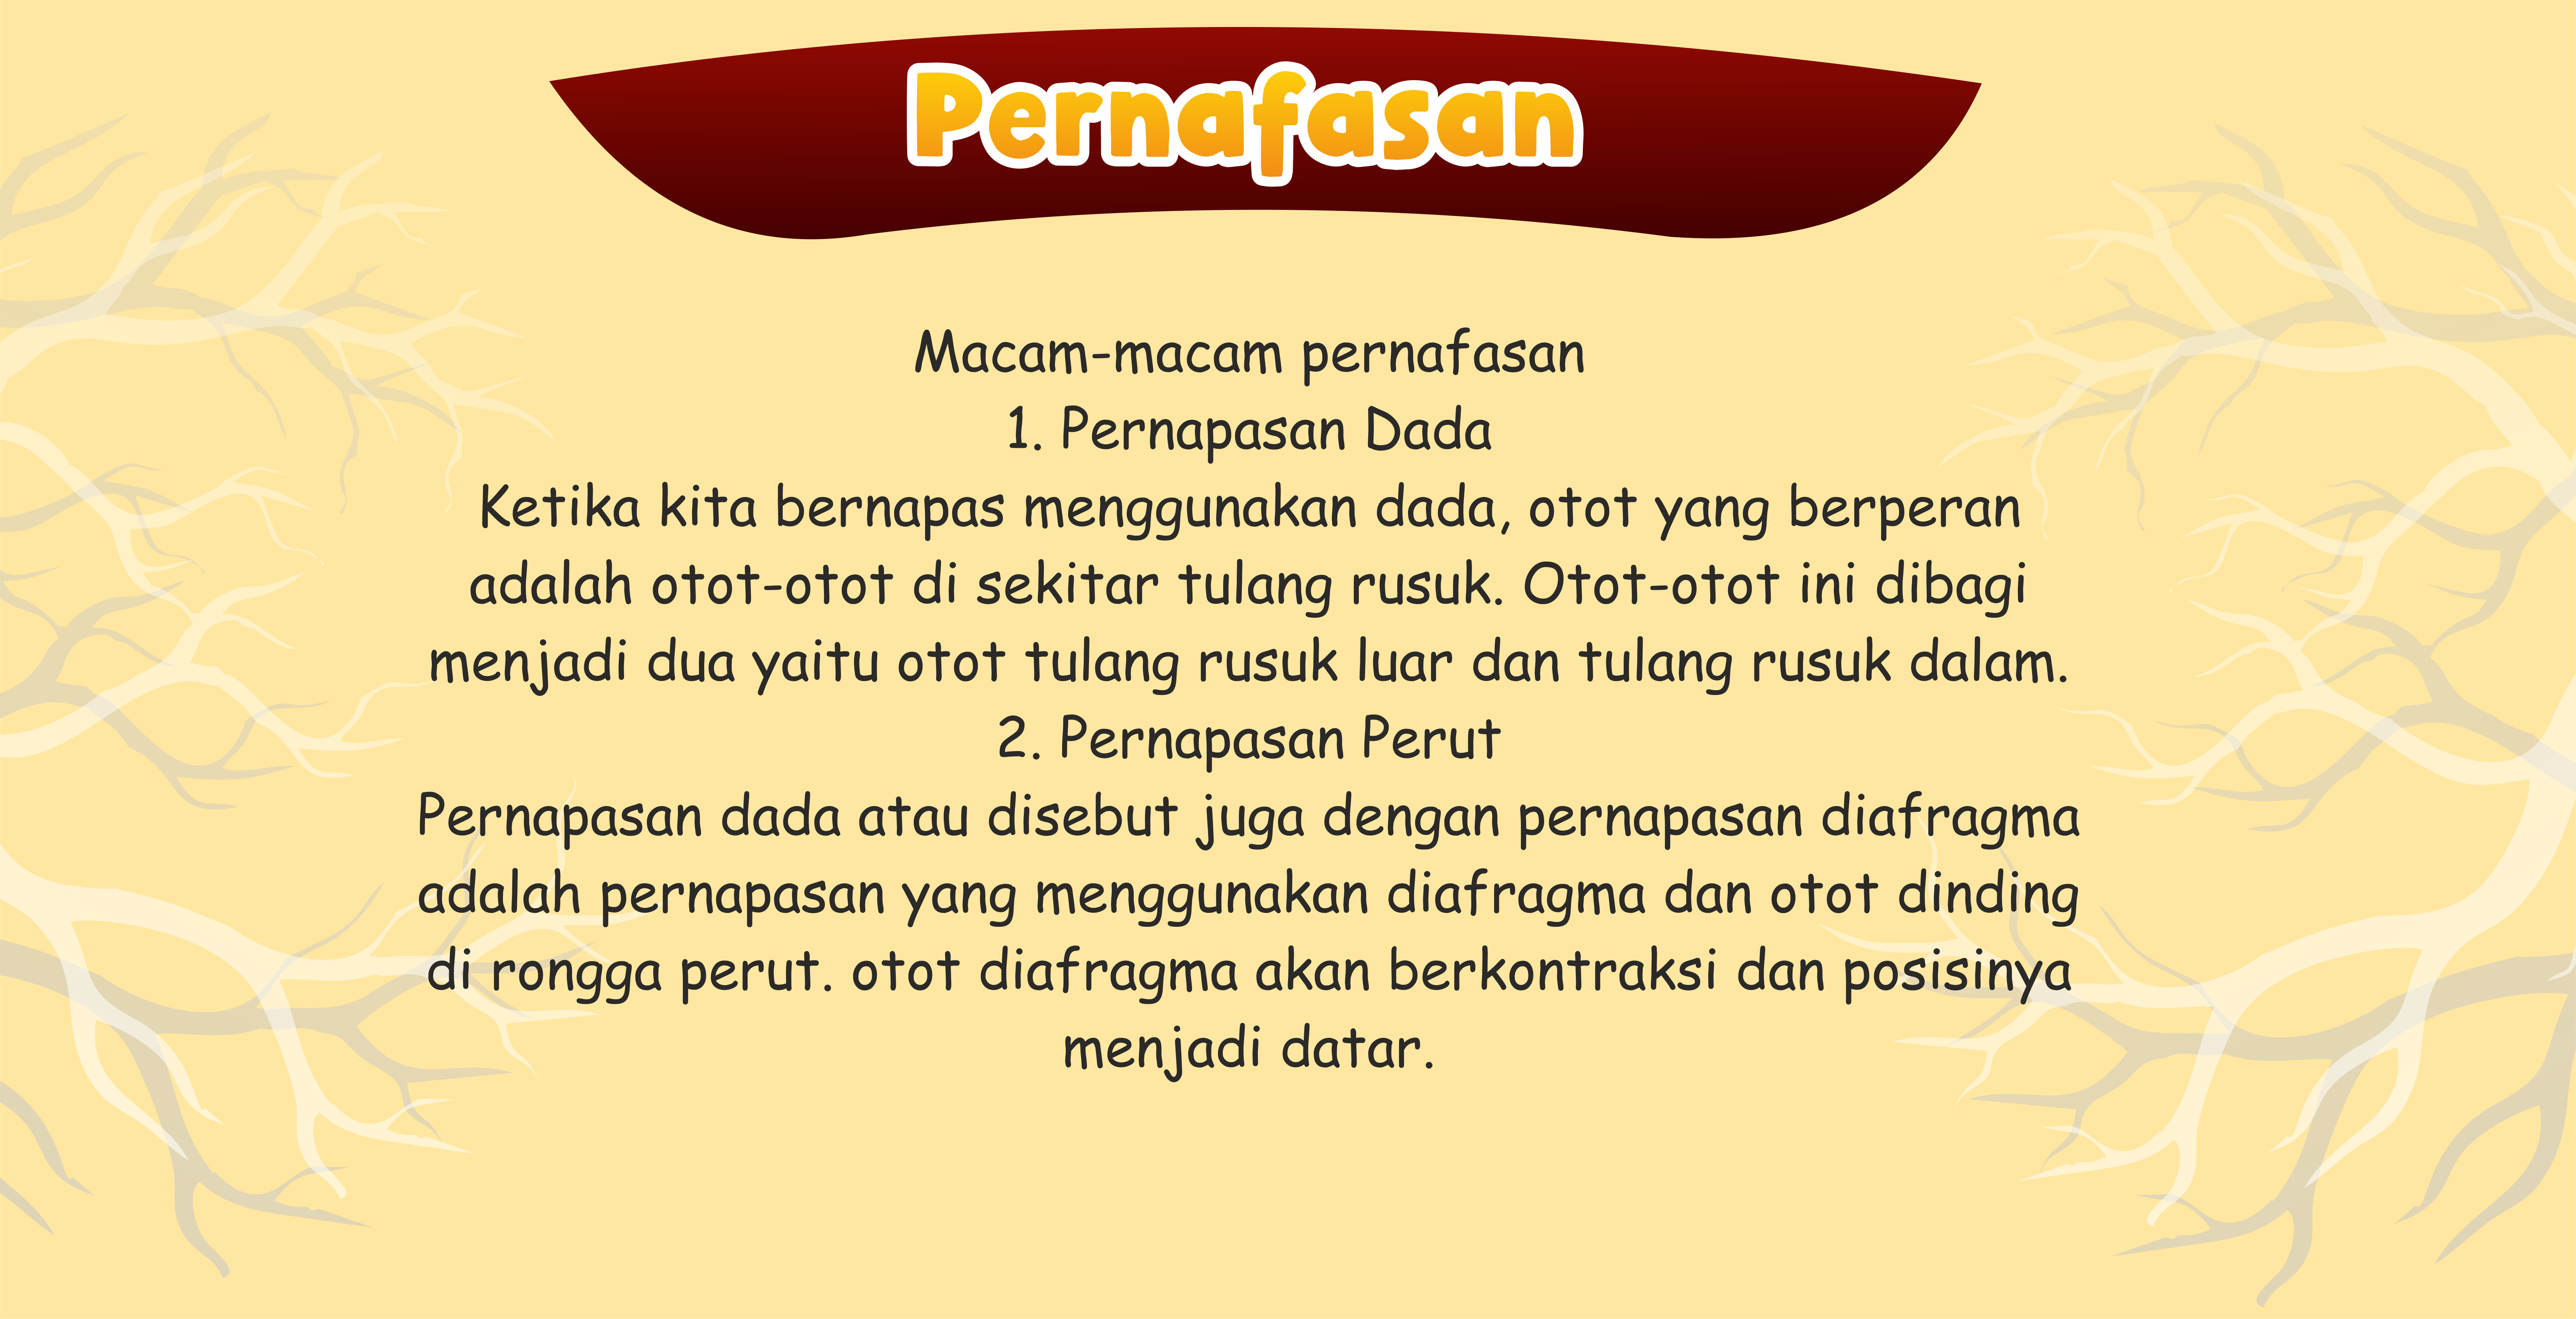 Pernafasan
Macam-macam pernafasan
1. Pernapasan Dada
Ketika kita bernapas menggunakan dada, otot yang berperan
adalah otot-otot di sekitar tulang rusuk. Otot-otot ini dibagi
menjadi dua yaitu otot tulang rusuk luar dan tulang rusuk dalam.
2. Pernapasan Perut
Pernapasan dada atau disebut juga dengan pernapasan diafragma
adalah pernapasan yang menggunakan diafragma dan otot dinding
di rongga perut. otot diafragma akan berkontraksi dan posisinya
menjadi datar.